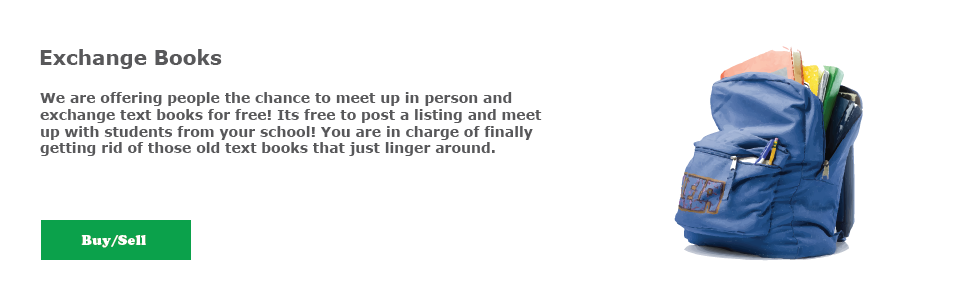 Exchange Books
We are offering people the chance to meet up in person and
exchange text books for free! Its free to post a listing and meet
up with students from your school! You are in charge of finally
getting rid of those old text books that just linger around.
Buy/Sell